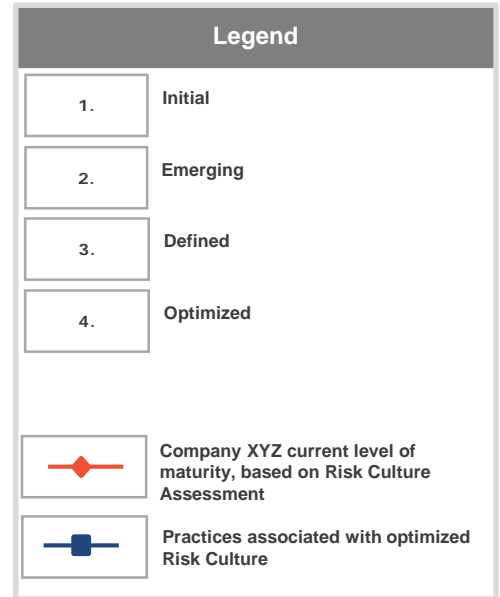 Legend
1. Initial
2. Emerging
3. Defined
4. Optimized
Company XYZ current level of
maturity, based on Risk Culture
Assessment
Practices associated with optimized
Risk Culture